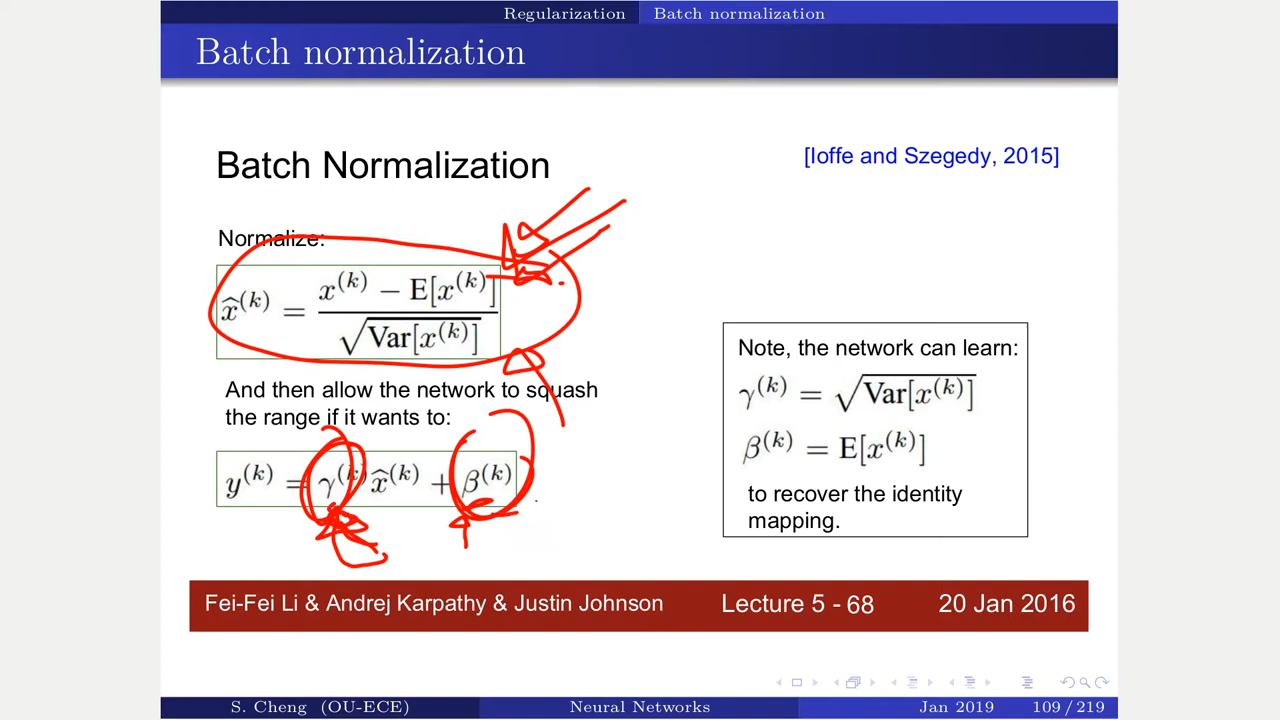 Regularization Batch normalization
Batch normalization
Batch Normalization
[Ioffe and Szegedy, 2015]
Normalize:
x̂^(k) = (x^(k) − E[x^(k)]) / √Var[x^(k)]
And then allow the network to squash
the range if it wants to:
y^(k) = γ^(k) x̂^(k) + β^(k)
Note, the network can learn:
γ^(k) = √Var[x^(k)]
β^(k) = E[x^(k)]
to recover the identity
mapping.
Fei-Fei Li & Andrej Karpathy & Justin Johnson Lecture 5 - 68 20 Jan 2016
S. Cheng (OU-ECE) Neural Networks Jan 2019 109 / 219